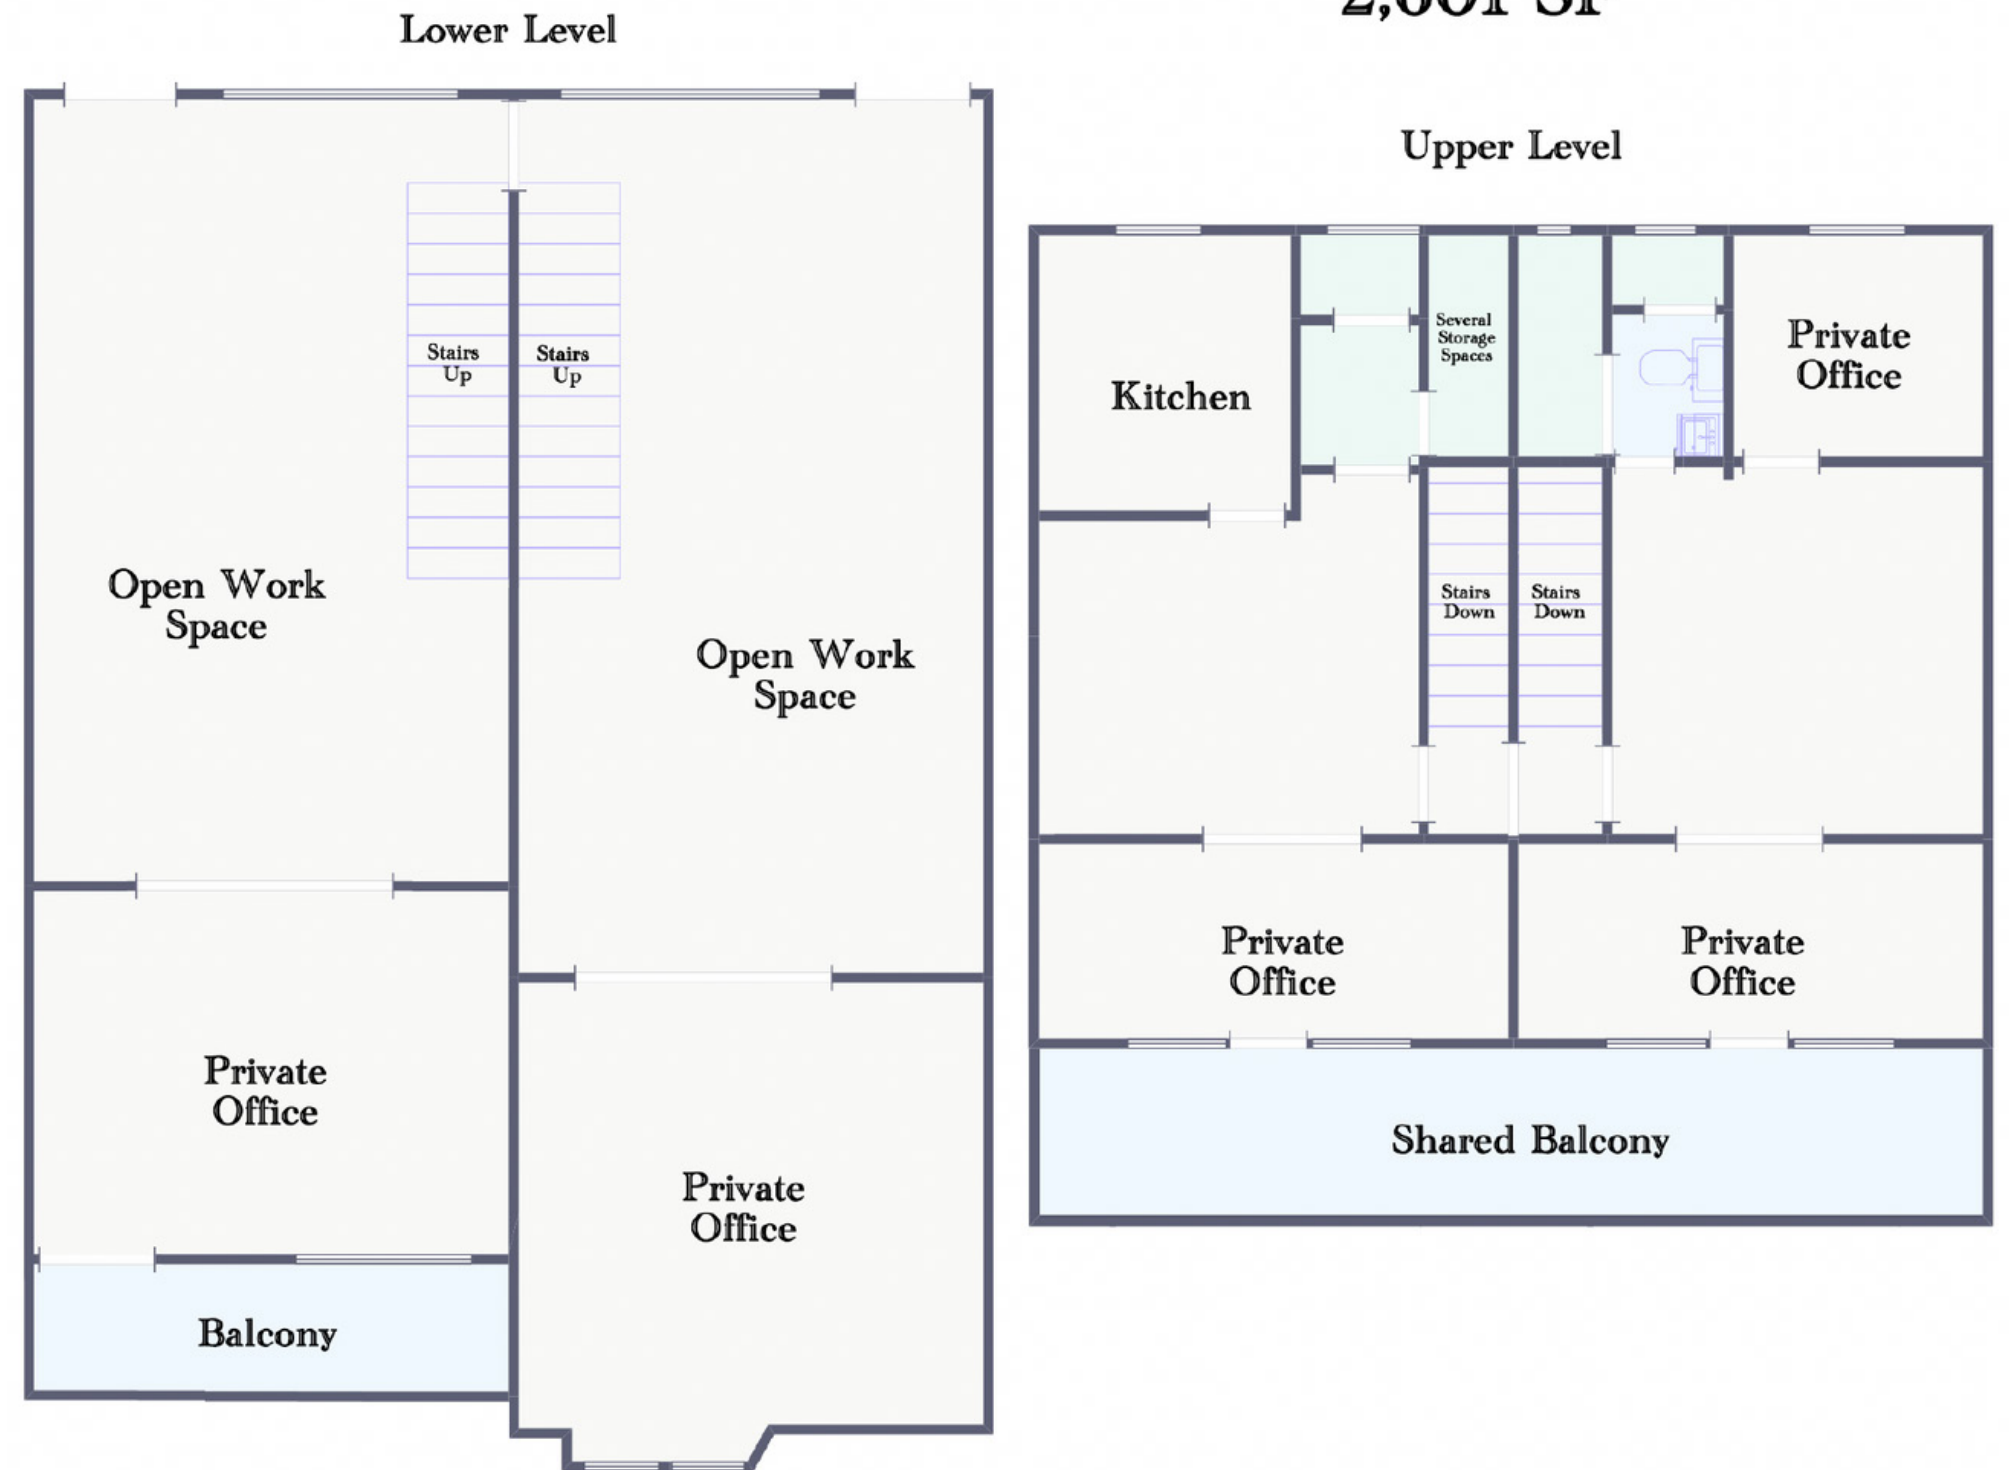 Lower Level
Upper Level
Stairs
Up
Stairs
Up
Open Work
Space
Open Work
Space
Private
Office
Private
Office
Balcony
Kitchen
Several
Storage
Spaces
Private
Office
Stairs
Down
Stairs
Down
Private
Office
Private
Office
Shared Balcony